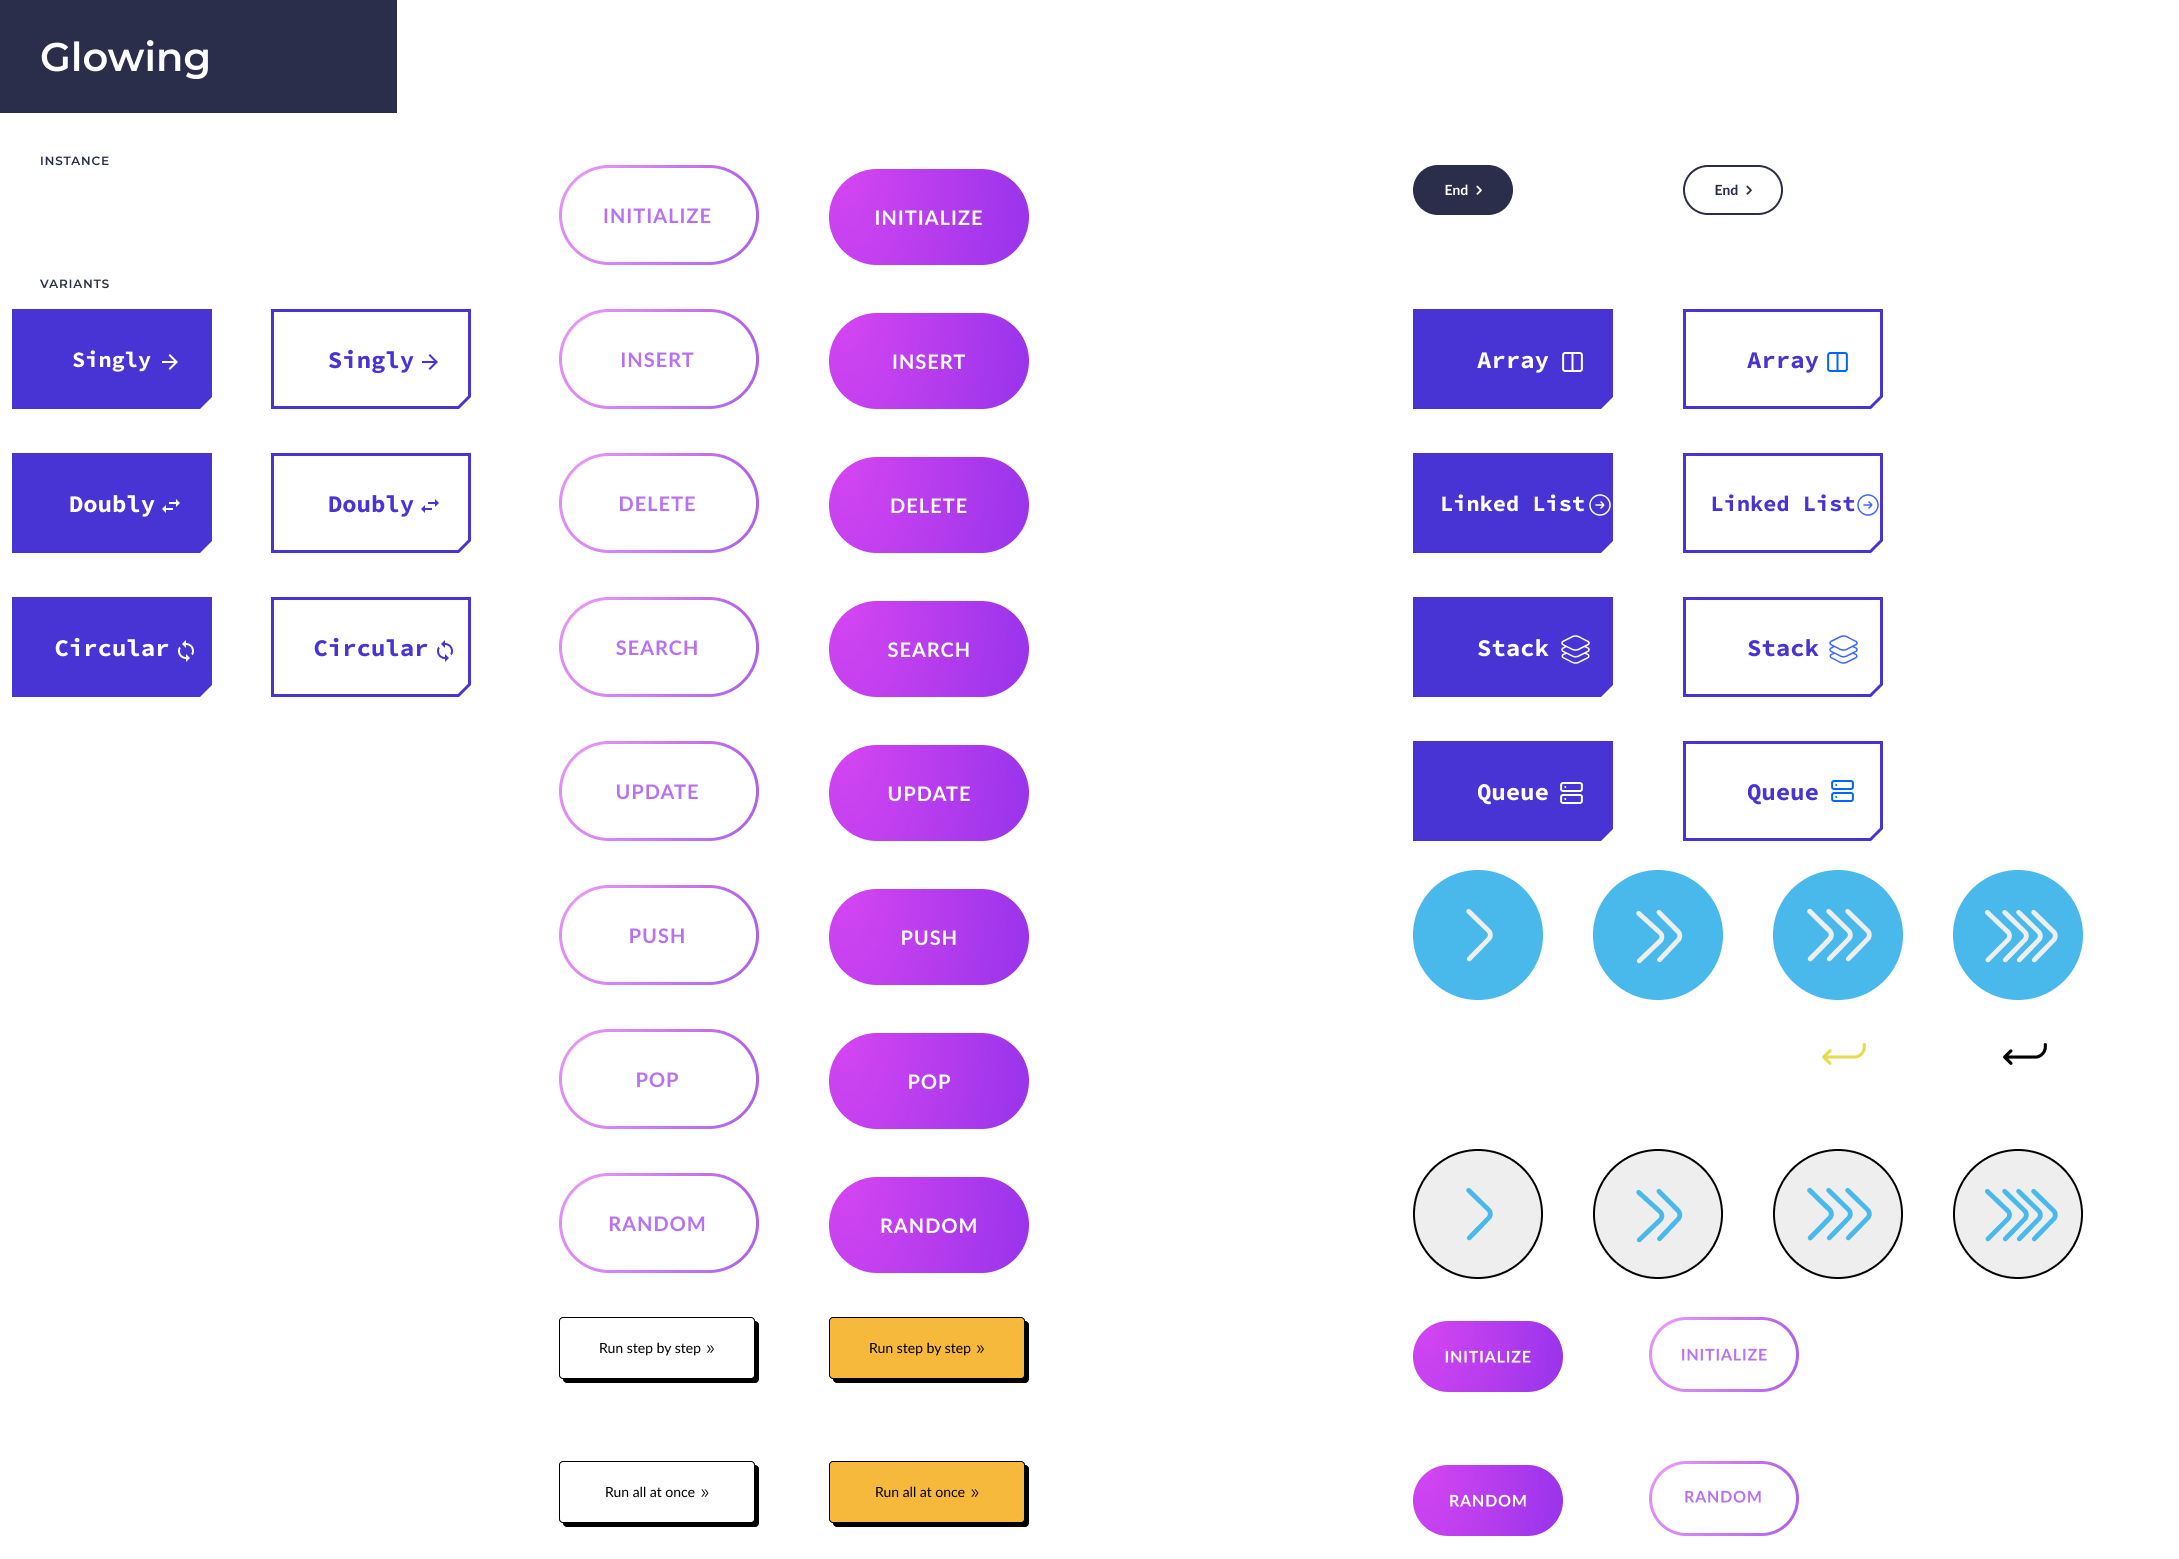 Glowing
INSTANCE
INITIALIZE
INITIALIZE
End
End
VARIANTS
Singly
Singly
INSERT
INSERT
Array
Array
Doubly
Doubly
DELETE
DELETE
Linked List
Linked List
Circular
Circular
SEARCH
SEARCH
Stack
Stack
UPDATE
UPDATE
Queue
Queue
PUSH
PUSH
POP
POP
RANDOM
RANDOM
Run step by step »
Run step by step »
INITIALIZE
INITIALIZE
Run all at once »
Run all at once »
RANDOM
RANDOM